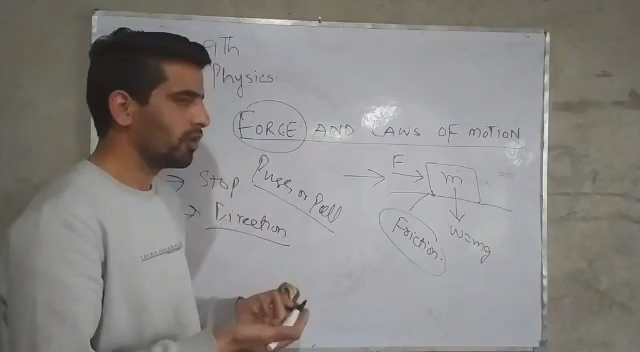 9th
Physics
FORCE AND LAWS OF MOTION
→ Stop
Push or Pull
→ Direction
F
m
W=mg
Friction